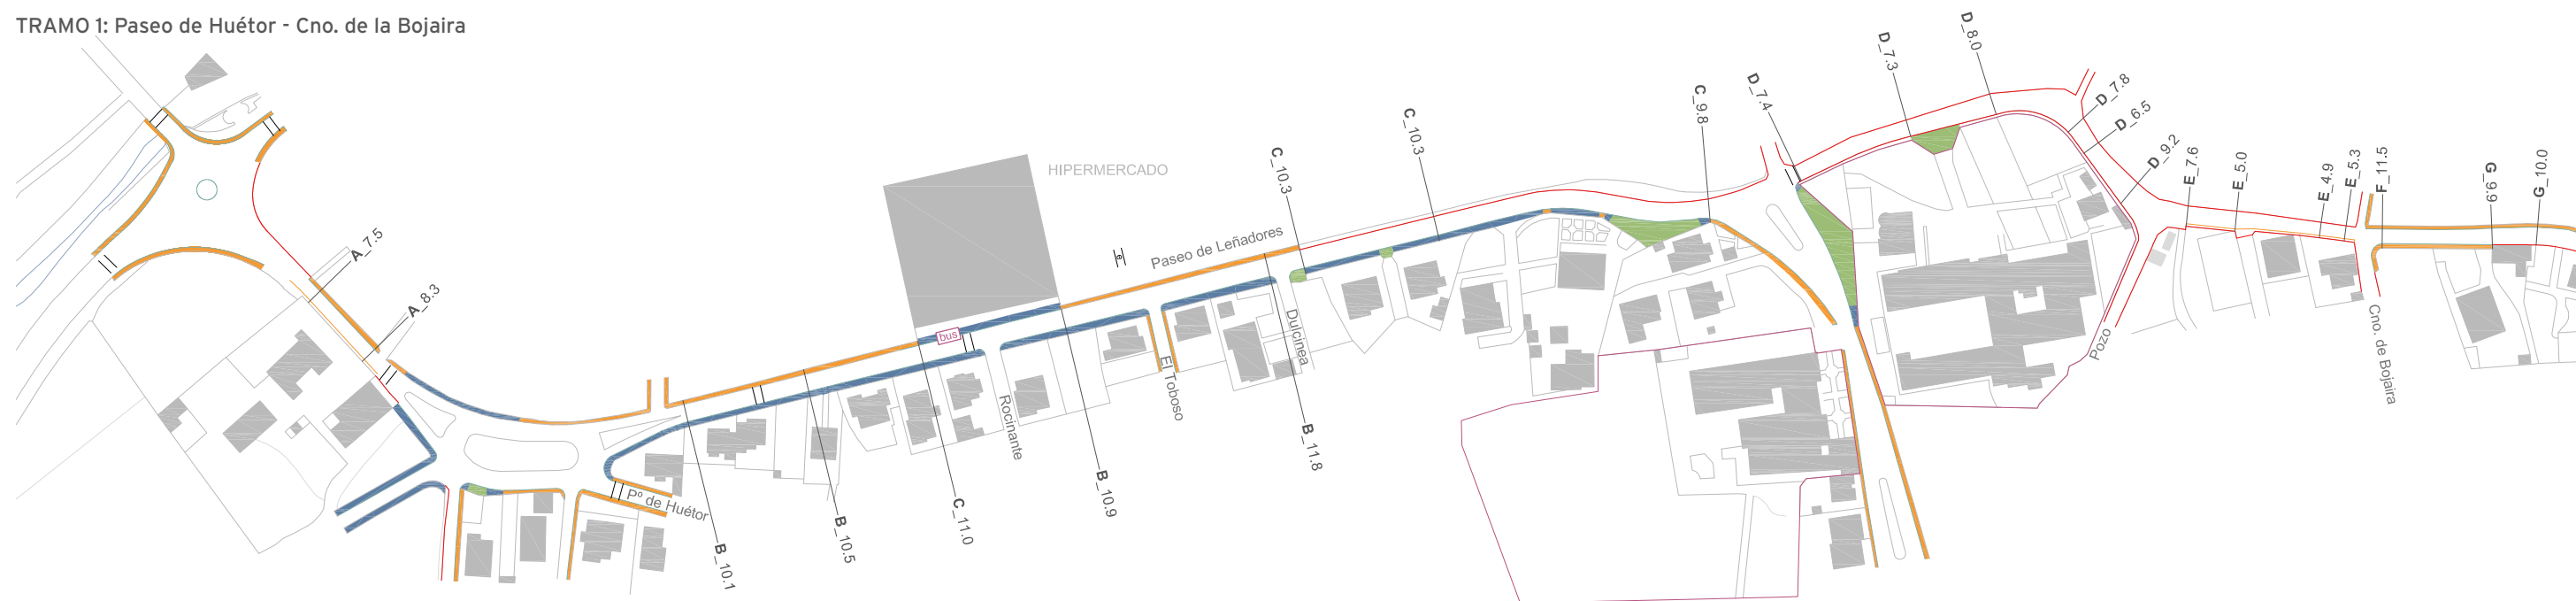 TRAMO 1: Paseo de Huétor - Cno. de la Bojaira
A_7.5
A_8.3
HIPERMERCADO
bus
e
Paseo de Leñadores
Pº de Huétor
Rocinante
El Toboso
Dulcinea
B_10.1
B_10.5
C_11.0
B_10.9
B_11.8
C_10.3
C_10.3
C_9.8
D_7.4
D_7.3
D_8.0
D_7.8
D_6.5
D_9.2
Pozo
E_7.6
E_5.0
E_4.9
E_5.3
F_11.5
Cno. de Bojaira
G_9.9
G_10.0